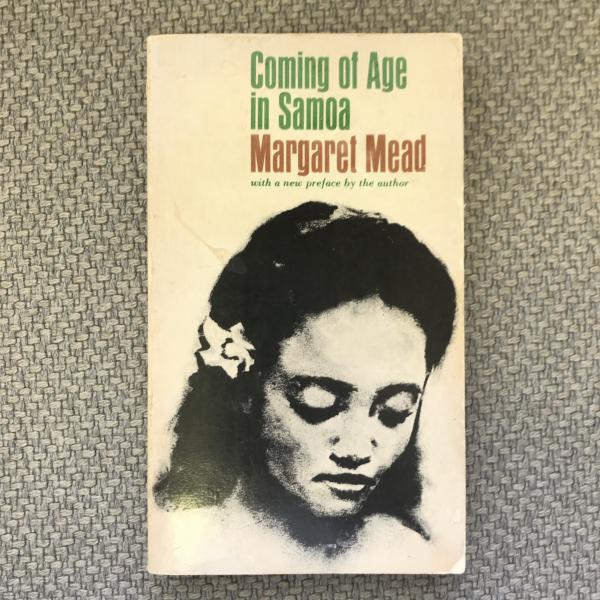 Coming of Age
in Samoa
Margaret Mead
with a new preface by the author